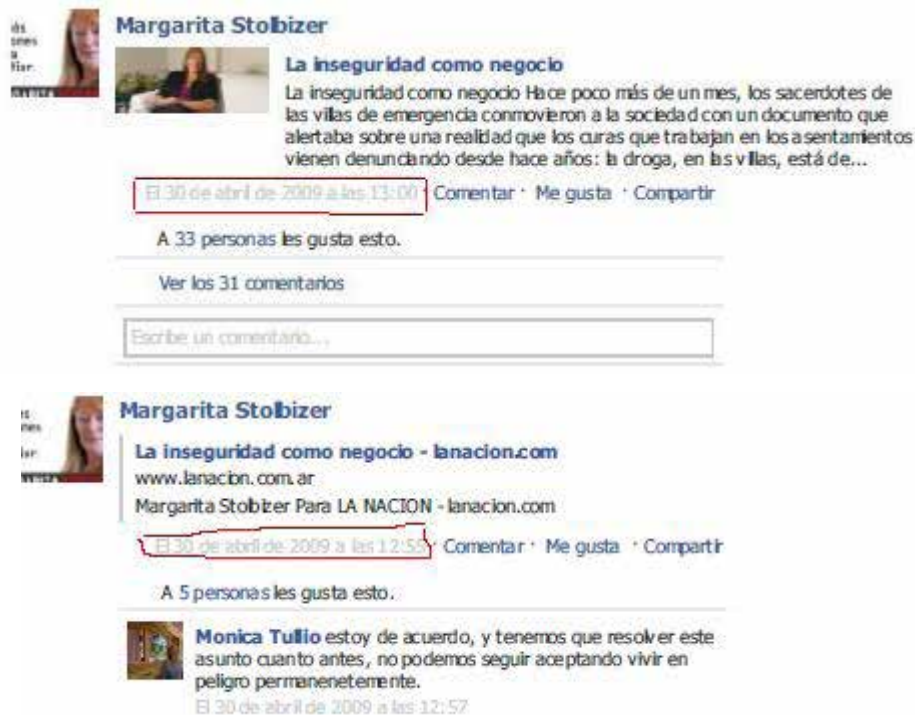 Margarita Stolbizer
La inseguridad como negocio
La inseguridad como negocio Hace poco más de un mes, los sacerdotes de
las villas de emergencia conmovieron a la sociedad con un documento que
alertaba sobre una realidad que los curas que trabajan en los asentamientos
vienen denunciando desde hace años: la droga, en las villas, está de...
El 30 de abril de 2009 a las 13:00 · Comentar · Me gusta · Compartir
A 33 personas les gusta esto.
Ver los 31 comentarios
Escribe un comentario...
Margarita Stolbizer
La inseguridad como negocio - lanacion.com
www.lanacion.com.ar
Margarita Stolbizer Para LA NACION - lanacion.com
El 30 de abril de 2009 a las 12:55 · Comentar · Me gusta · Compartir
A 5 personas les gusta esto.
Monica Tullio estoy de acuerdo, y tenemos que resolver este
asunto cuanto antes, no podemos seguir aceptando vivir en
peligro permanenetemente.
El 30 de abril de 2009 a las 12:57